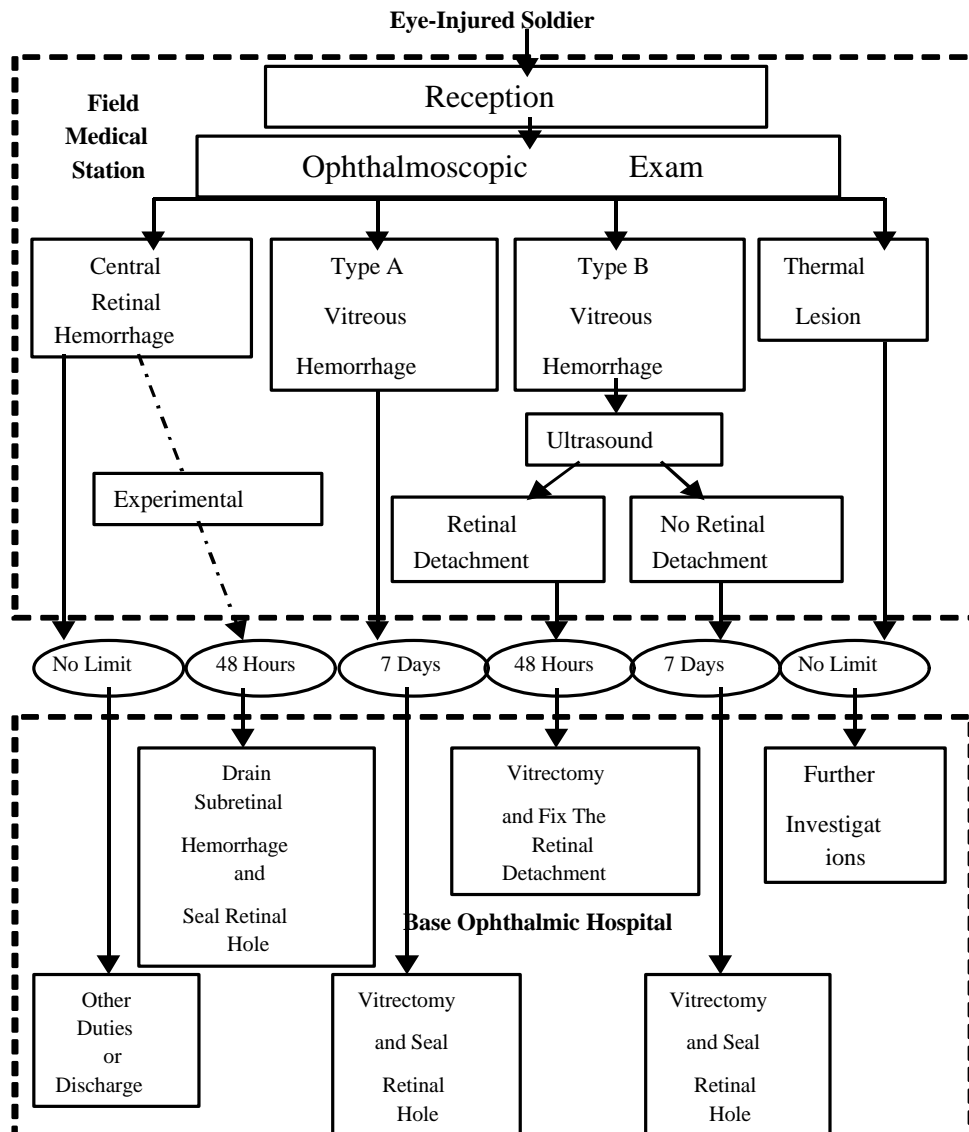 Eye-Injured Soldier
Field
Medical
Station
Reception
Ophthalmoscopic Exam
Central
Retinal
Hemorrhage
Type A
Vitreous
Hemorrhage
Type B
Vitreous
Hemorrhage
Thermal
Lesion
Ultrasound
Experimental
Retinal
Detachment
No Retinal
Detachment
No Limit
48 Hours
7 Days
48 Hours
7 Days
No Limit
Drain
Subretinal
Hemorrhage
and
Seal Retinal
Hole
Vitrectomy
and Fix The
Retinal
Detachment
Further
Investigat
ions
Base Ophthalmic Hospital
Other
Duties
or
Discharge
Vitrectomy
and Seal
Retinal
Hole
Vitrectomy
and Seal
Retinal
Hole